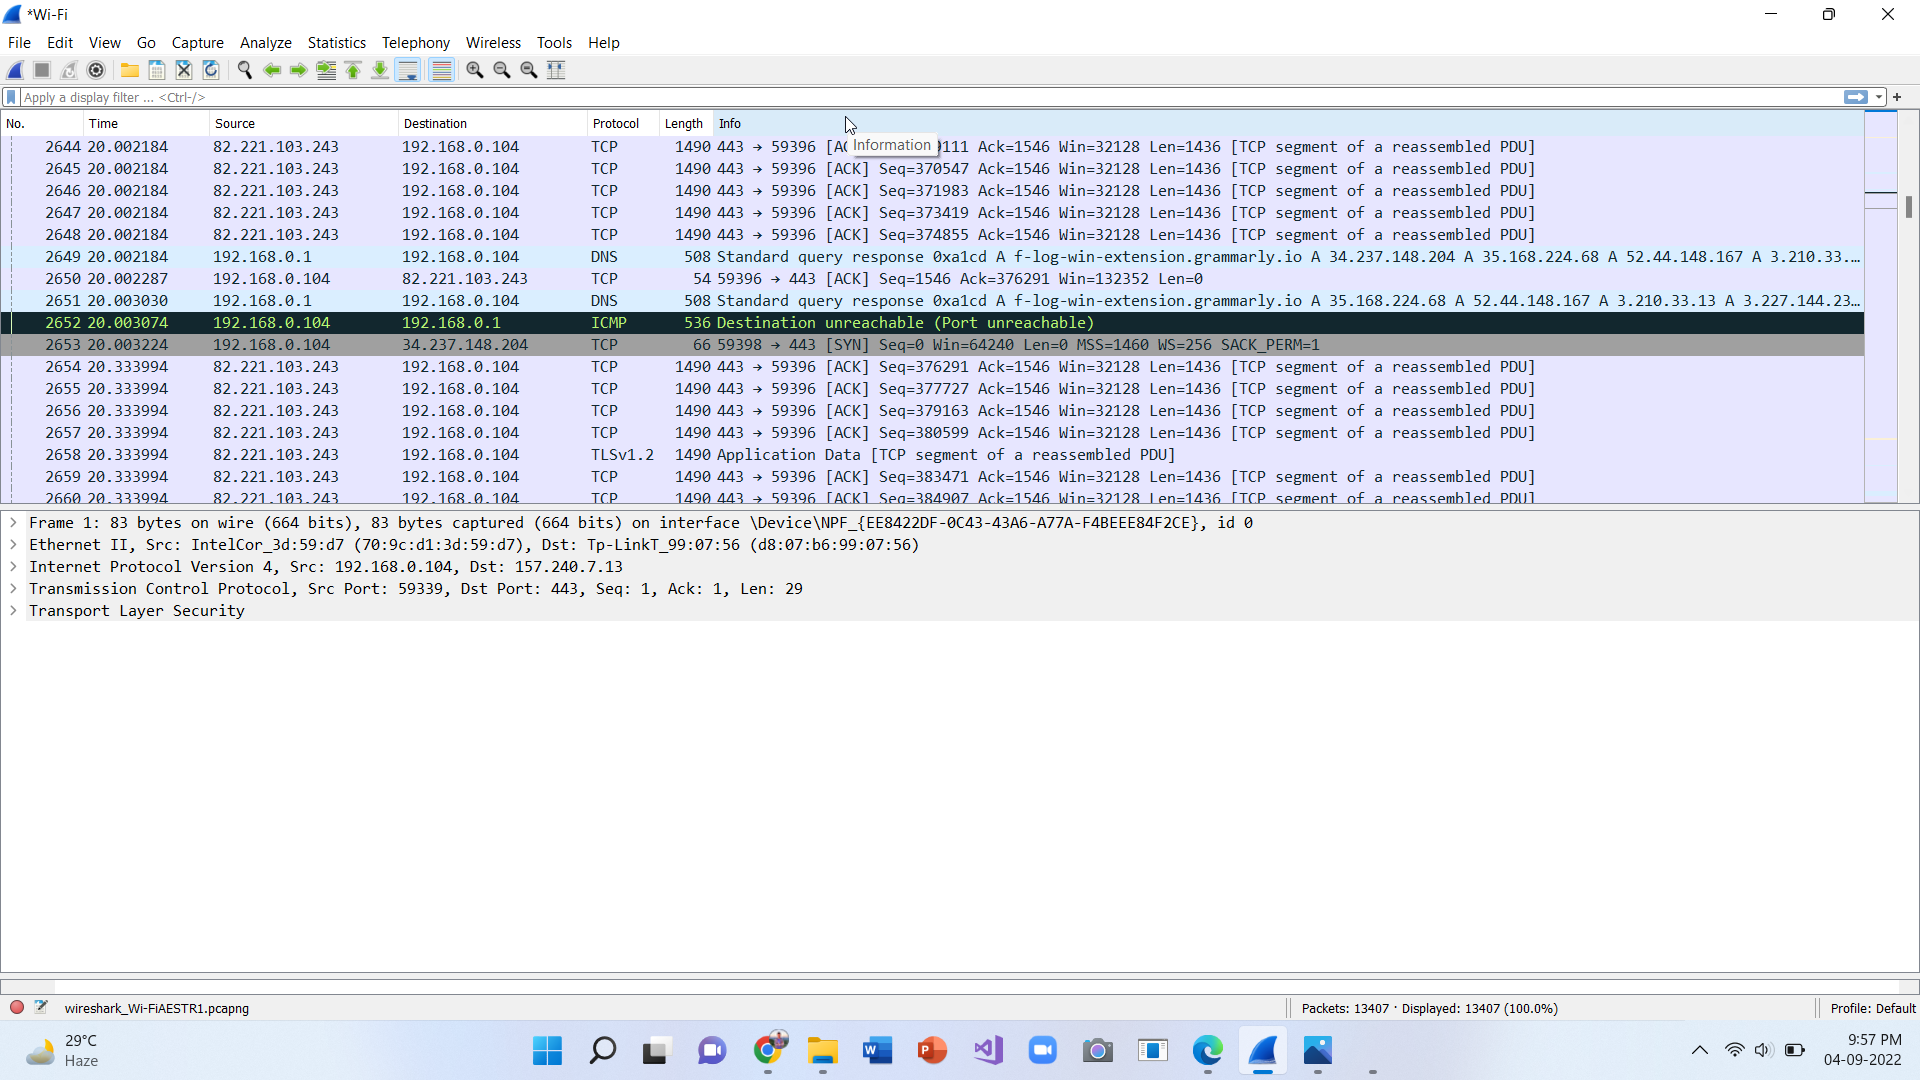 *Wi-Fi
File Edit View Go Capture Analyze Statistics Telephony Wireless Tools Help
Apply a display filter ... <Ctrl-/>
No. Time Source Destination Protocol Length Info
Information
2644 20.002184 82.221.103.243 192.168.0.104 TCP 1490 443 → 59396 [AC 111 Ack=1546 Win=32128 Len=1436 [TCP segment of a reassembled PDU]
2645 20.002184 82.221.103.243 192.168.0.104 TCP 1490 443 → 59396 [ACK] Seq=370547 Ack=1546 Win=32128 Len=1436 [TCP segment of a reassembled PDU]
2646 20.002184 82.221.103.243 192.168.0.104 TCP 1490 443 → 59396 [ACK] Seq=371983 Ack=1546 Win=32128 Len=1436 [TCP segment of a reassembled PDU]
2647 20.002184 82.221.103.243 192.168.0.104 TCP 1490 443 → 59396 [ACK] Seq=373419 Ack=1546 Win=32128 Len=1436 [TCP segment of a reassembled PDU]
2648 20.002184 82.221.103.243 192.168.0.104 TCP 1490 443 → 59396 [ACK] Seq=374855 Ack=1546 Win=32128 Len=1436 [TCP segment of a reassembled PDU]
2649 20.002184 192.168.0.1 192.168.0.104 DNS 508 Standard query response 0xa1cd A f-log-win-extension.grammarly.io A 34.237.148.204 A 35.168.224.68 A 52.44.148.167 A 3.210.33.…
2650 20.002287 192.168.0.104 82.221.103.243 TCP 54 59396 → 443 [ACK] Seq=1546 Ack=376291 Win=132352 Len=0
2651 20.003030 192.168.0.1 192.168.0.104 DNS 508 Standard query response 0xa1cd A f-log-win-extension.grammarly.io A 35.168.224.68 A 52.44.148.167 A 3.210.33.13 A 3.227.144.23…
2652 20.003074 192.168.0.104 192.168.0.1 ICMP 536 Destination unreachable (Port unreachable)
2653 20.003224 192.168.0.104 34.237.148.204 TCP 66 59398 → 443 [SYN] Seq=0 Win=64240 Len=0 MSS=1460 WS=256 SACK_PERM=1
2654 20.333994 82.221.103.243 192.168.0.104 TCP 1490 443 → 59396 [ACK] Seq=376291 Ack=1546 Win=32128 Len=1436 [TCP segment of a reassembled PDU]
2655 20.333994 82.221.103.243 192.168.0.104 TCP 1490 443 → 59396 [ACK] Seq=377727 Ack=1546 Win=32128 Len=1436 [TCP segment of a reassembled PDU]
2656 20.333994 82.221.103.243 192.168.0.104 TCP 1490 443 → 59396 [ACK] Seq=379163 Ack=1546 Win=32128 Len=1436 [TCP segment of a reassembled PDU]
2657 20.333994 82.221.103.243 192.168.0.104 TCP 1490 443 → 59396 [ACK] Seq=380599 Ack=1546 Win=32128 Len=1436 [TCP segment of a reassembled PDU]
2658 20.333994 82.221.103.243 192.168.0.104 TLSv1.2 1490 Application Data [TCP segment of a reassembled PDU]
2659 20.333994 82.221.103.243 192.168.0.104 TCP 1490 443 → 59396 [ACK] Seq=383471 Ack=1546 Win=32128 Len=1436 [TCP segment of a reassembled PDU]
2660 20.333994 82.221.103.243 192.168.0.104 TCP 1490 443 → 59396 [ACK] Seq=384907 Ack=1546 Win=32128 Len=1436 [TCP segment of a reassembled PDU]
Frame 1: 83 bytes on wire (664 bits), 83 bytes captured (664 bits) on interface \Device\NPF_{EE8422DF-0C43-43A6-A77A-F4BEEE84F2CE}, id 0
Ethernet II, Src: IntelCor_3d:59:d7 (70:9c:d1:3d:59:d7), Dst: Tp-LinkT_99:07:56 (d8:07:b6:99:07:56)
Internet Protocol Version 4, Src: 192.168.0.104, Dst: 157.240.7.13
Transmission Control Protocol, Src Port: 59339, Dst Port: 443, Seq: 1, Ack: 1, Len: 29
Transport Layer Security
wireshark_Wi-FiAESTR1.pcapng
Packets: 13407 · Displayed: 13407 (100.0%)
Profile: Default
29°C
Haze
9:57 PM
04-09-2022